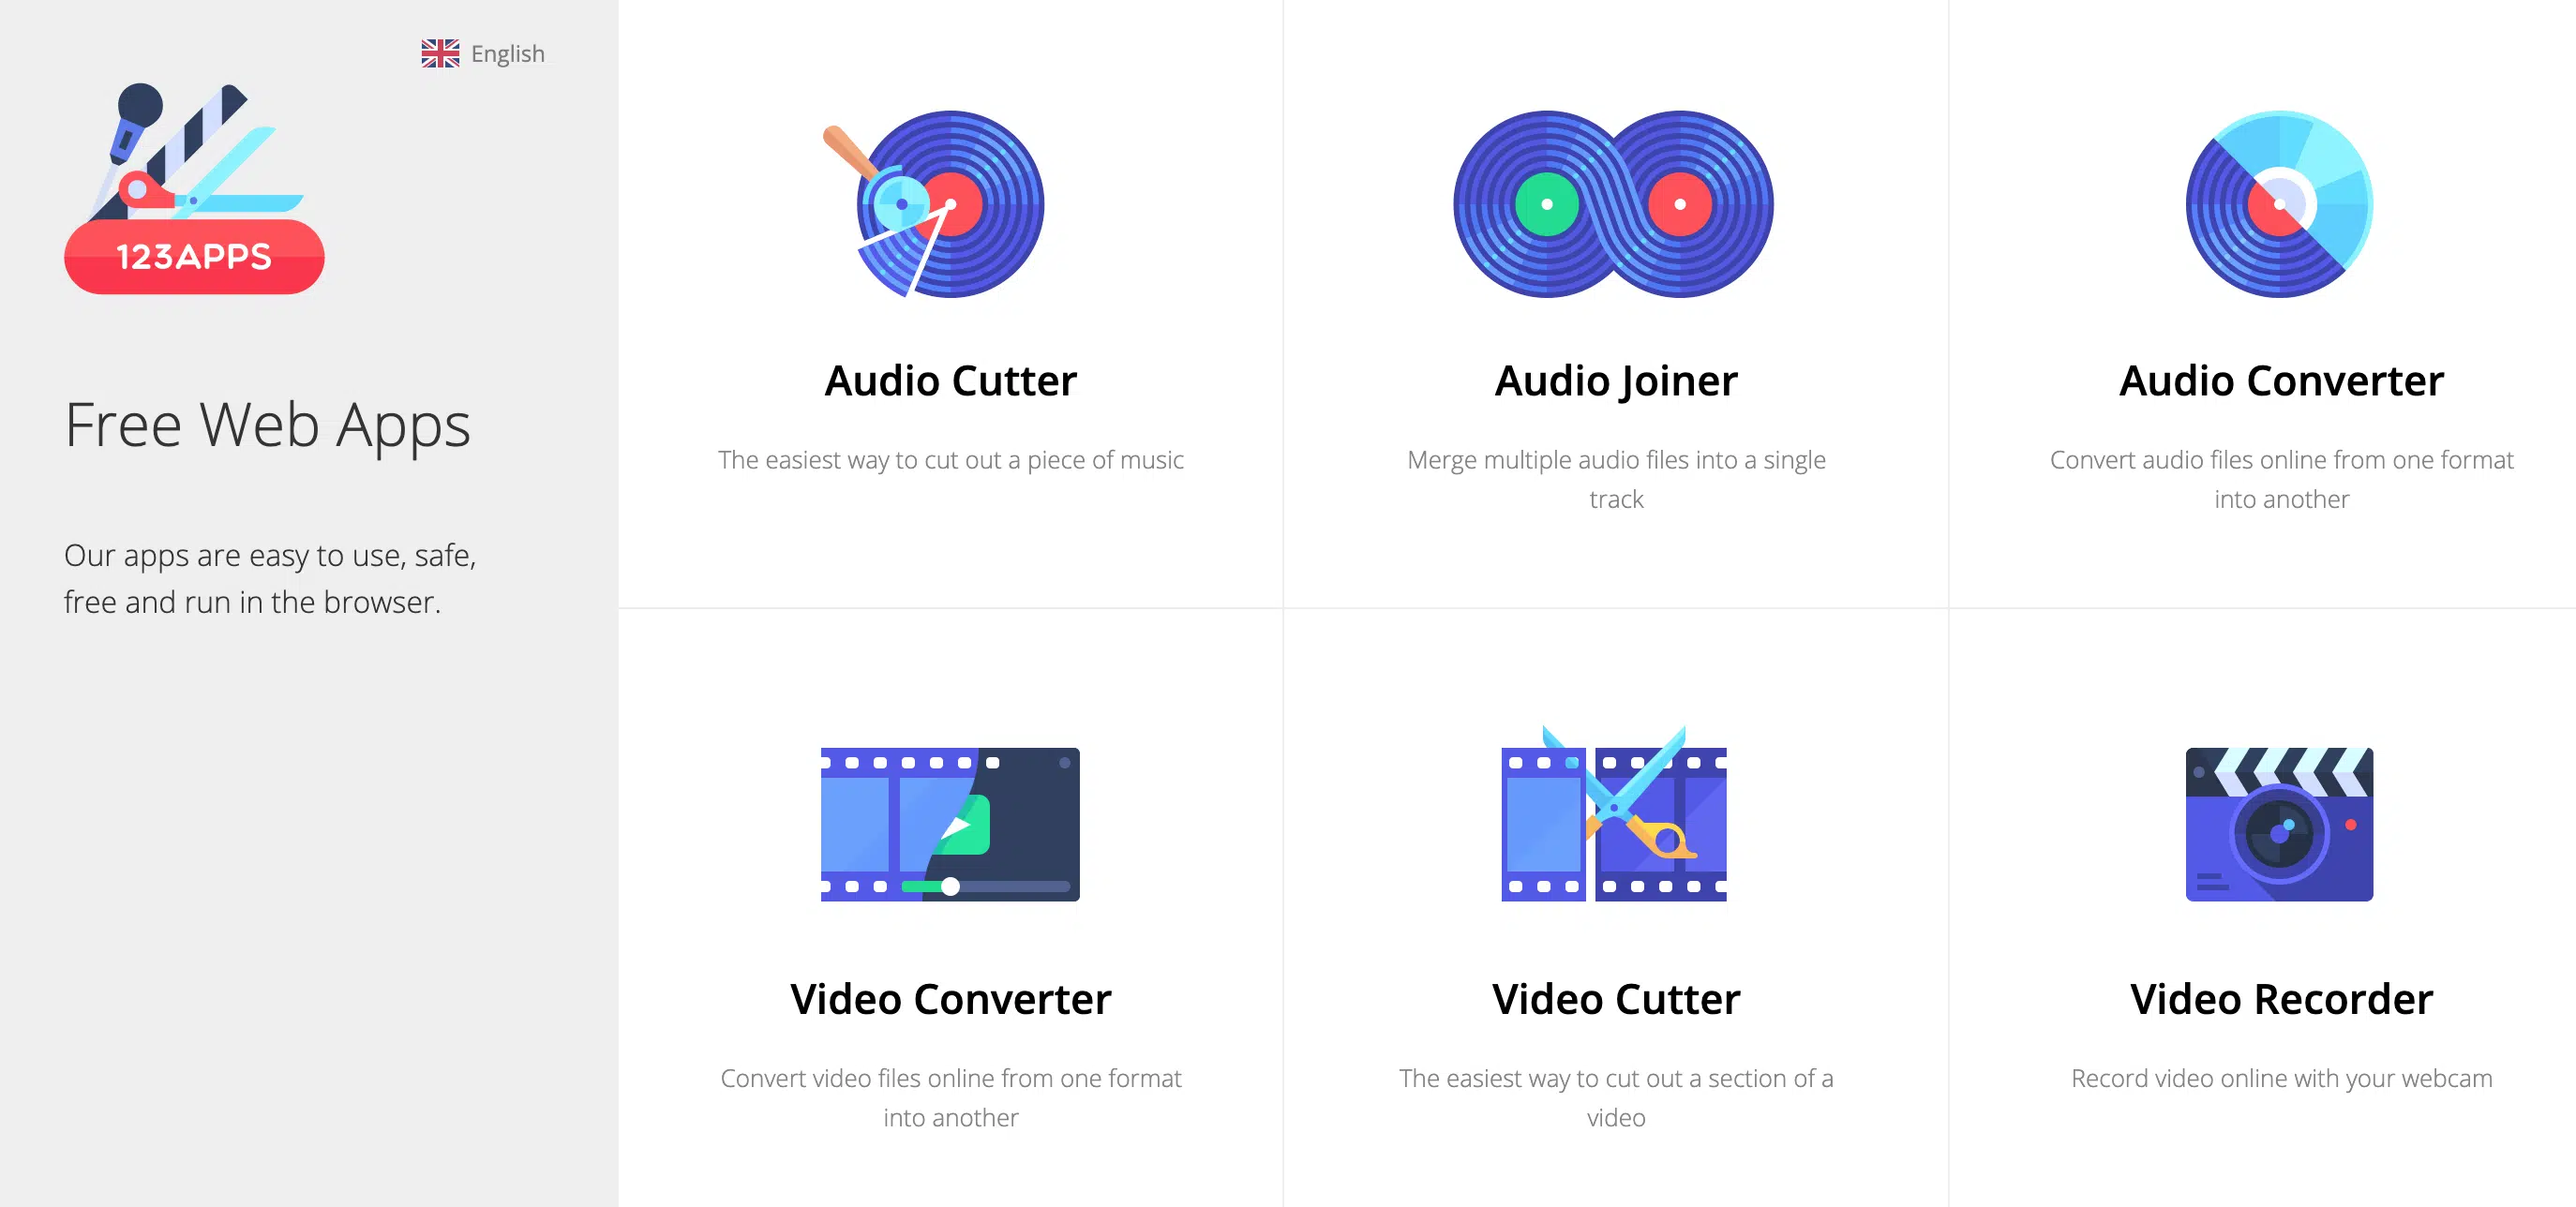 English
123APPS
Free Web Apps
Our apps are easy to use, safe,
free and run in the browser.
Audio Cutter
The easiest way to cut out a piece of music
Audio Joiner
Merge multiple audio files into a single
track
Audio Converter
Convert audio files online from one format
into another
Video Converter
Convert video files online from one format
into another
Video Cutter
The easiest way to cut out a section of a
video
Video Recorder
Record video online with your webcam